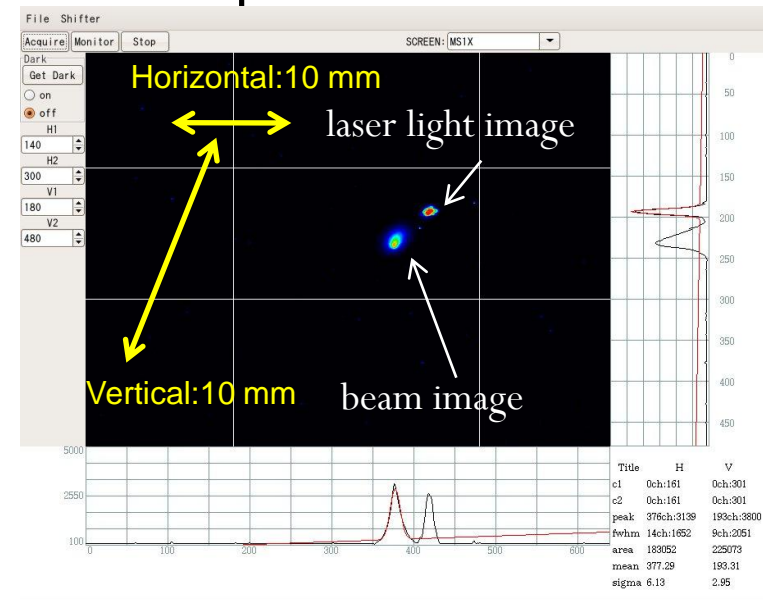 File Shifter
Acquire Monitor Stop SCREEN: MS1X
Dark
Get Dark
on
off
H1
140
H2
300
V1
180
V2
480
Horizontal:10 mm
laser light image
Vertical:10 mm
beam image
0
50
100
150
200
250
300
350
400
450
5000
2550
100
0 100 200 300 400 500 600
Title H V
c1 0ch:161 0ch:301
c2 0ch:161 0ch:301
peak 376ch:3139 193ch:3800
fwhm 14ch:1652 9ch:2051
area 183052 225073
mean 377.29 193.31
sigma 6.13 2.95